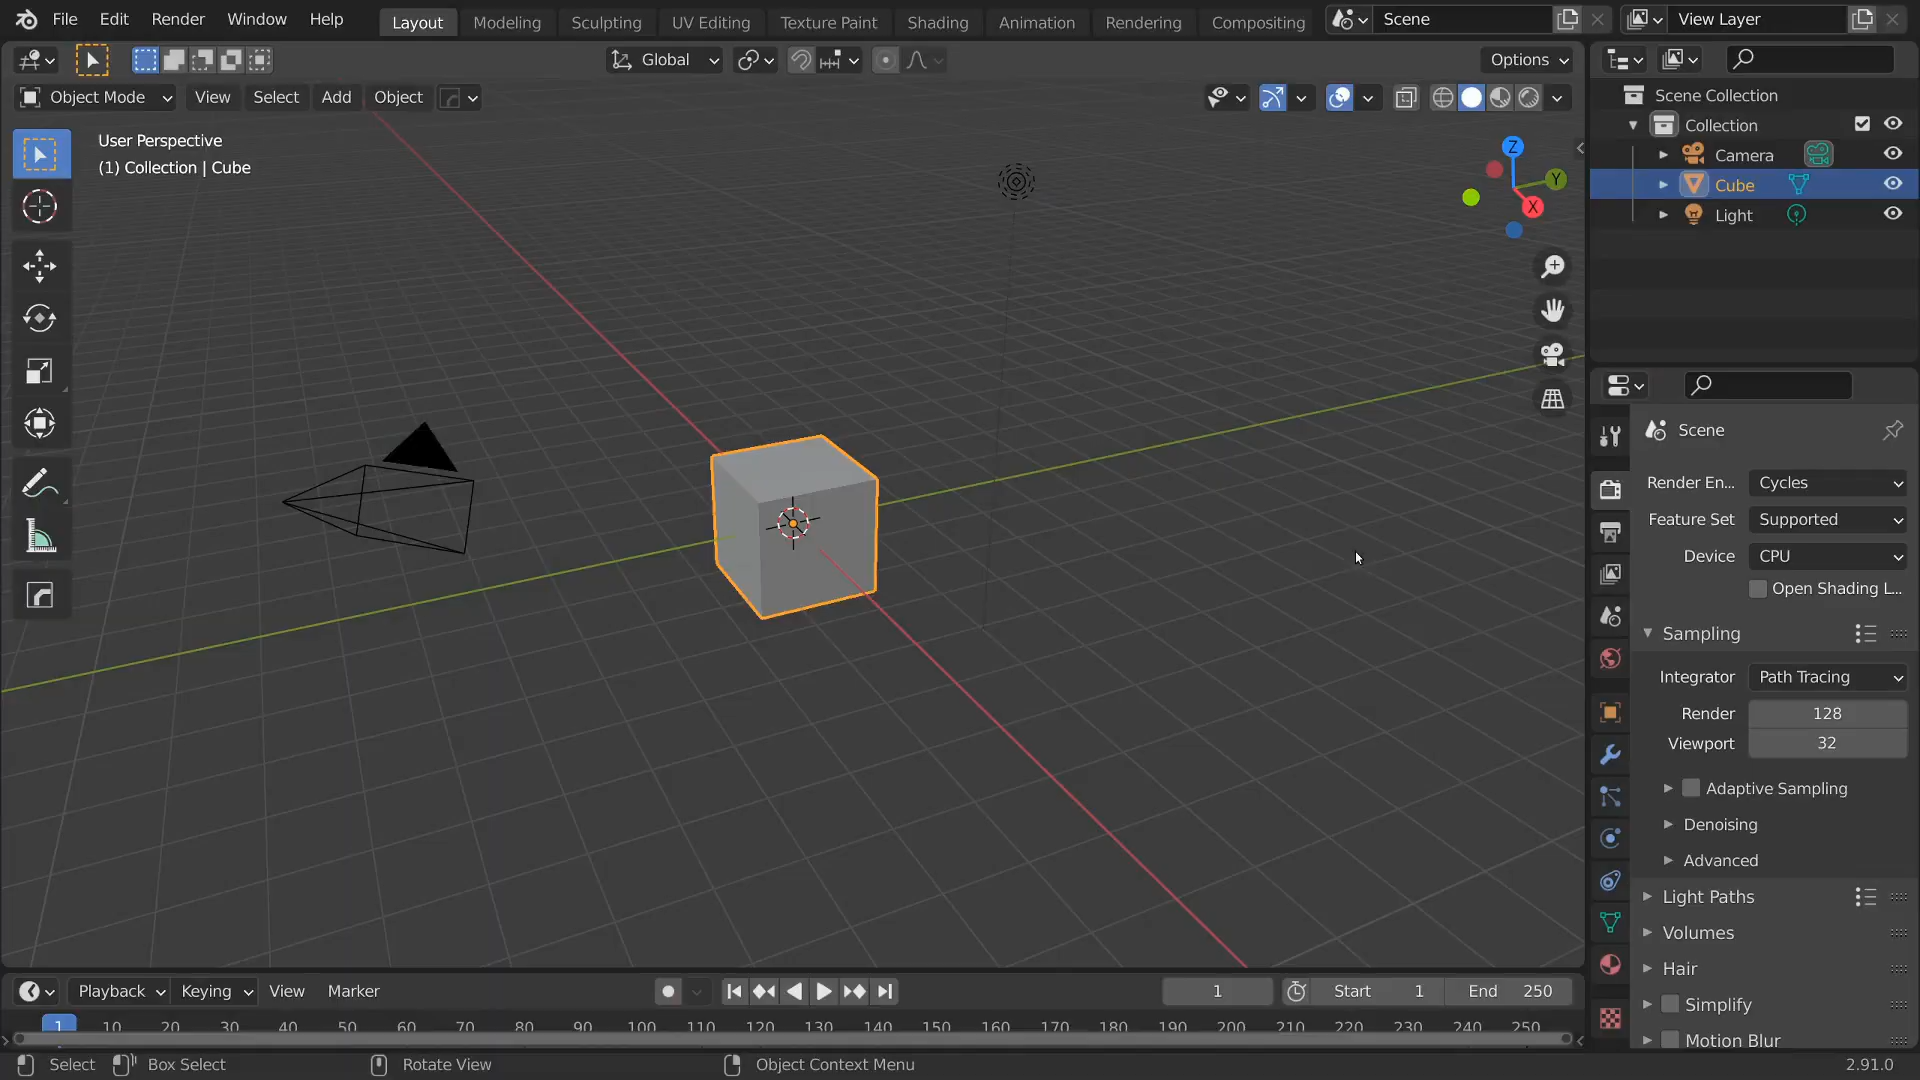 File Edit Render Window Help Layout Modeling Sculpting UV Editing Texture Paint Shading Animation Rendering Compositing Scene View Layer
Global Options
Object Mode View Select Add Object
User Perspective
(1) Collection | Cube
Z
Y
X
Scene Collection
Collection
Camera
Cube
Light
Scene
Render En... Cycles
Feature Set Supported
Device CPU
Open Shading L...
Sampling
Integrator Path Tracing
Render 128
Viewport 32
Adaptive Sampling
Denoising
Advanced
Light Paths
Volumes
Hair
Simplify
Motion Blur
Playback Keying View Marker 1 Start 1 End 250
1 10 20 30 40 50 60 70 80 90 100 110 120 130 140 150 160 170 180 190 200 210 220 230 240 250
Select Box Select Rotate View Object Context Menu 2.91.0